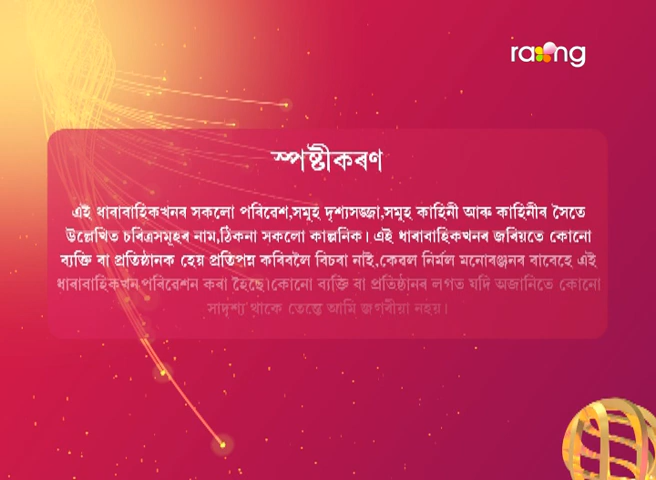 rang
স্পষ্টীকৰণ
এই ধাৰাবাহিকখনৰ সকলো পৰিৱেশ,সমূহ দৃশ্যসজ্জা,সমূহ কাহিনী আৰু কাহিনীৰ সৈতে
উল্লেখিত চৰিত্ৰসমূহৰ নাম,ঠিকনা সকলো কাল্পনিক। এই ধাৰাবাহিকখনৰ জৰিয়তে কোনো
ব্যক্তি বা প্ৰতিষ্ঠানক হেয় প্ৰতিপন্ন কৰিবলৈ বিচৰা নাই,কেৱল নিৰ্মল মনোৰঞ্জনৰ বাবেহে এই
ধাৰাবাহিকখন পৰিৱেশন কৰা হৈছে।কোনো ব্যক্তি বা প্ৰতিষ্ঠানৰ লগত যদি অজানিতে কোনো
সাদৃশ্য থাকে তেন্তে আমি জগৰীয়া নহয়।